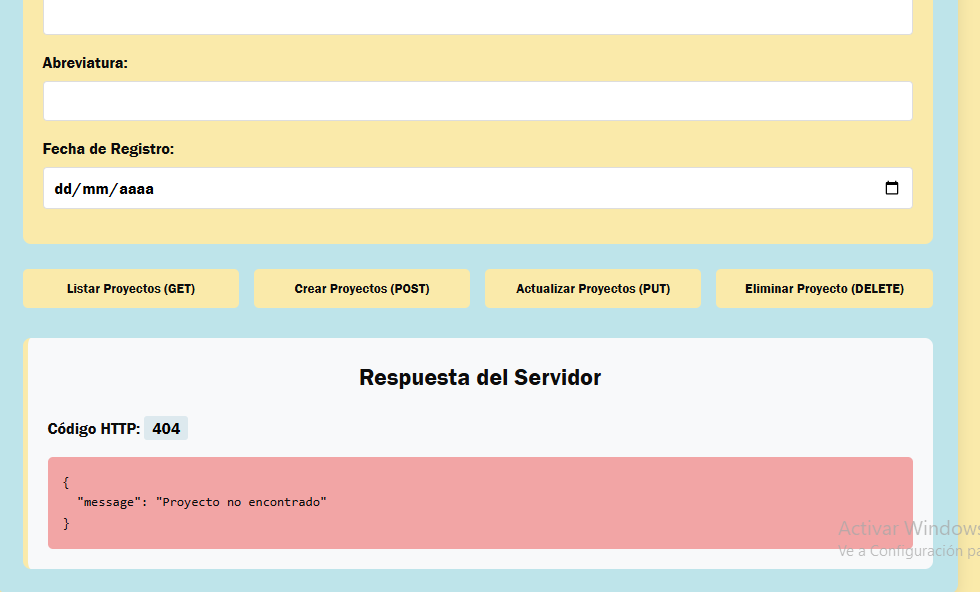 Abreviatura:
Fecha de Registro:
dd/mm/aaaa
Listar Proyectos (GET)
Crear Proyectos (POST)
Actualizar Proyectos (PUT)
Eliminar Proyecto (DELETE)
Respuesta del Servidor
Código HTTP: 404
{
"message": "Proyecto no encontrado"
}
Activar Windows
Ve a Configuración pa